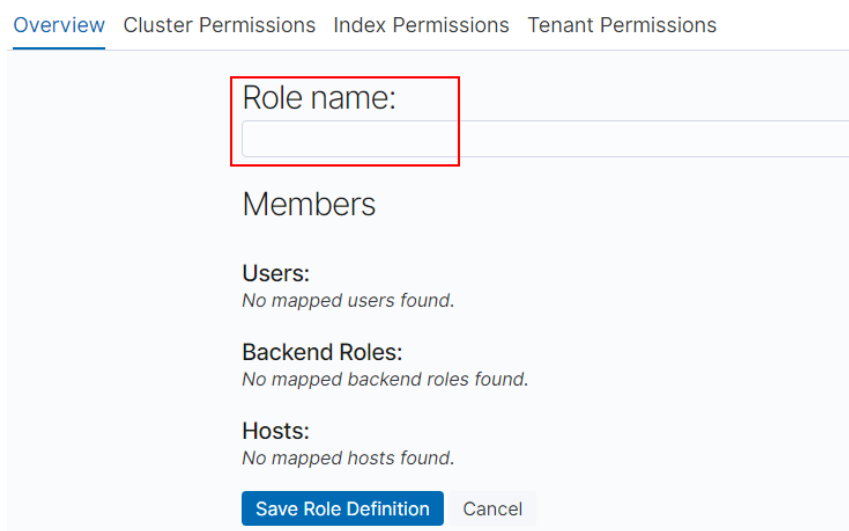 Overview Cluster Permissions Index Permissions Tenant Permissions
Role name:
Members
Users:
No mapped users found.
Backend Roles:
No mapped backend roles found.
Hosts:
No mapped hosts found.
Save Role Definition Cancel